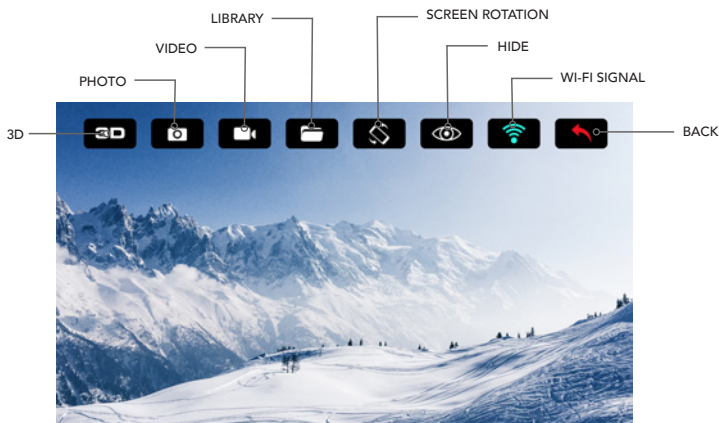 LIBRARY
SCREEN ROTATION
VIDEO
HIDE
PHOTO
WI-FI SIGNAL
3D
3D
BACK